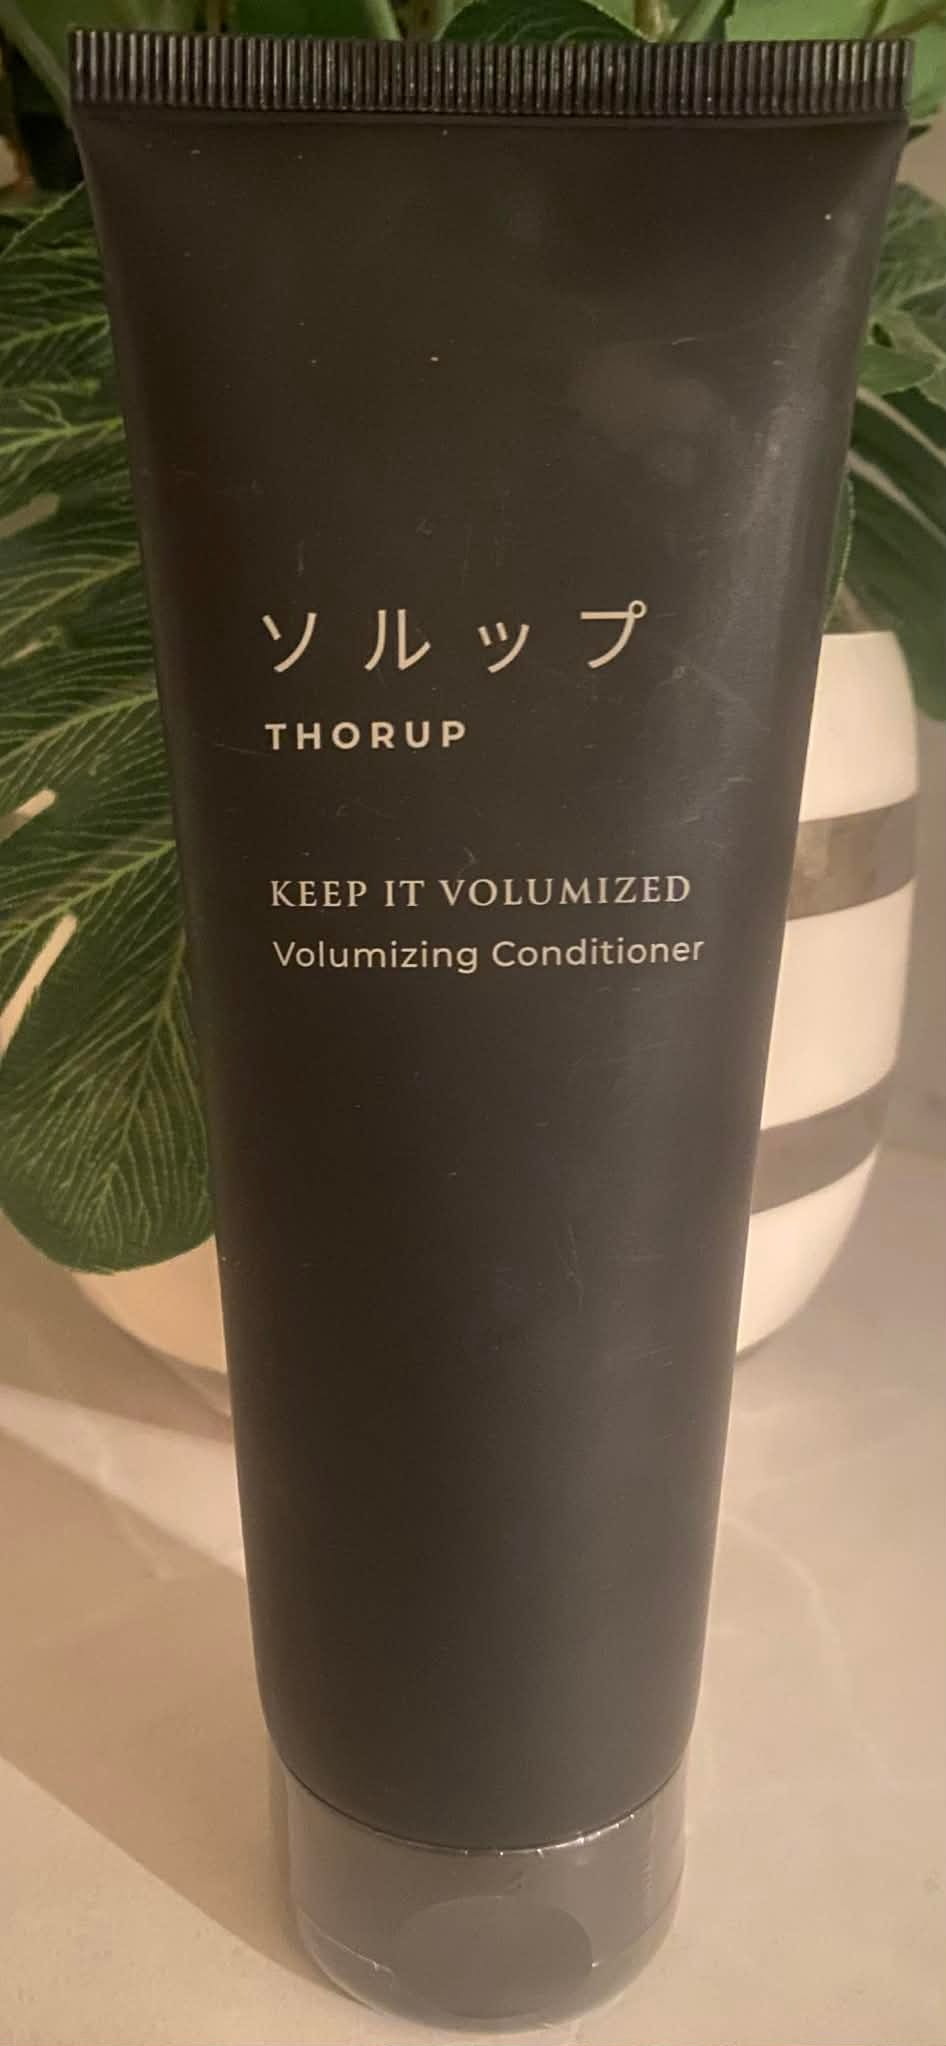 ソルップ
THORUP
KEEP IT VOLUMIZED
Volumizing Conditioner